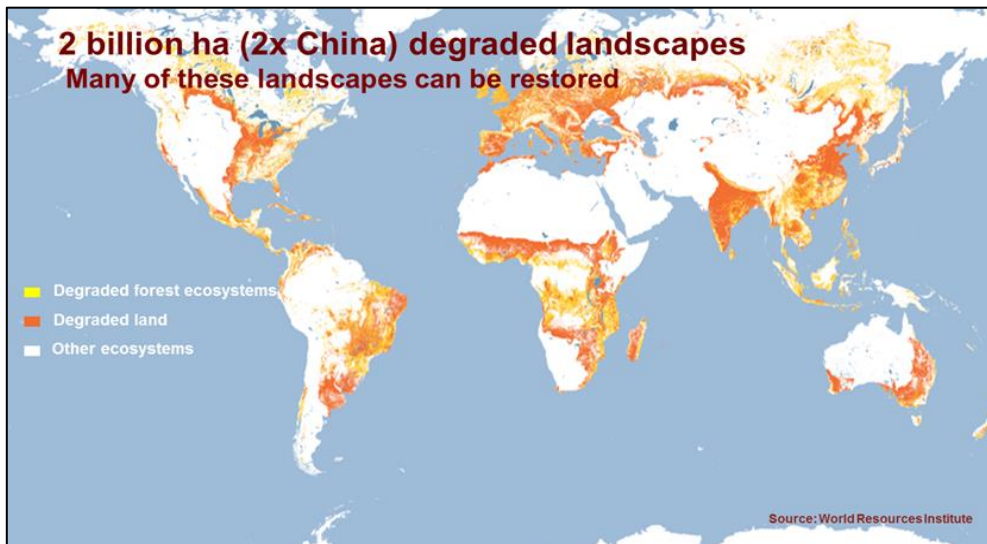 2 billion ha (2x China) degraded landscapes
Many of these landscapes can be restored
Degraded forest ecosystems
Degraded land
Other ecosystems
Source: World Resources Institute